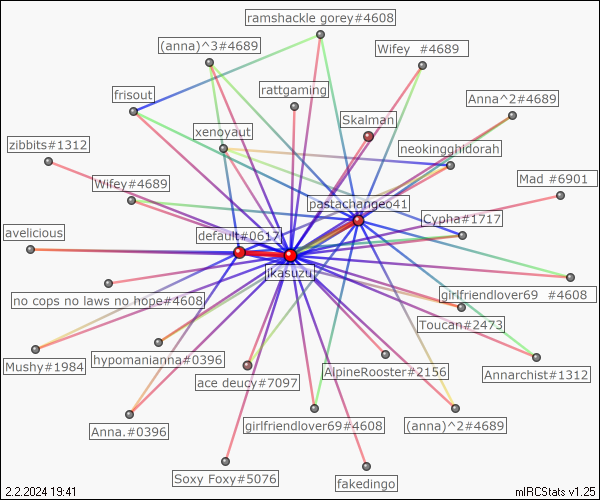 ramshackle gorey#4608
(anna)^3#4689
Wifey #4689
frisout
rattgaming
Anna^2#4689
Skalman
xenoyaut
zibbits#1312
neokingghidorah
Wifey#4689
Mad #6901
pastachange041
Cypha#1717
avelicious
default#0617
ikasuzu
no cops no laws no hope#4608
girlfriendlover69 #4608
Toucan#2473
Mushy#1984
hypomanianna#0396
AlpineRooster#2156
Annarchist#1312
ace deucy#7097
Anna.#0396
girlfriendlover69#4608
(anna)^2#4689
Soxy Foxy#5076
fakedingo
2.2.2024 19:41
mIRCStats v1.25